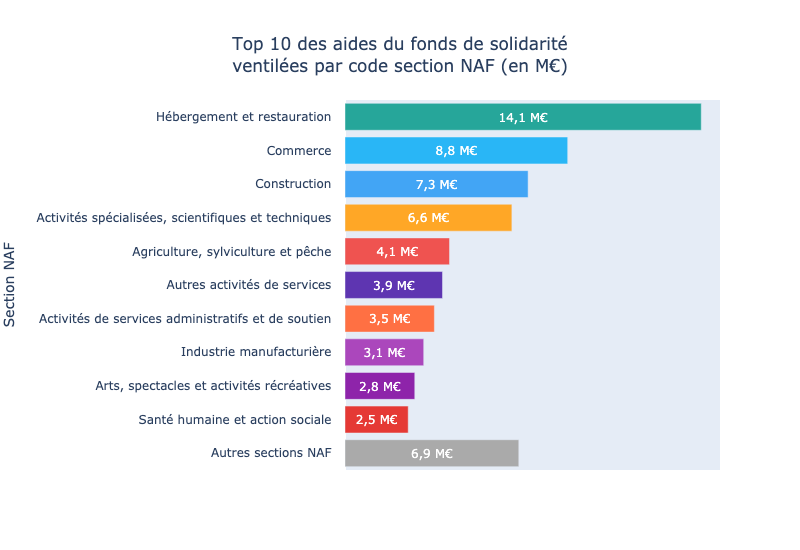 Top 10 des aides du fonds de solidarité
ventilées par code section NAF (en M€)
Section NAF
Hébergement et restauration 14,1 M€
Commerce 8,8 M€
Construction 7,3 M€
Activités spécialisées, scientifiques et techniques 6,6 M€
Agriculture, sylviculture et pêche 4,1 M€
Autres activités de services 3,9 M€
Activités de services administratifs et de soutien 3,5 M€
Industrie manufacturière 3,1 M€
Arts, spectacles et activités récréatives 2,8 M€
Santé humaine et action sociale 2,5 M€
Autres sections NAF 6,9 M€